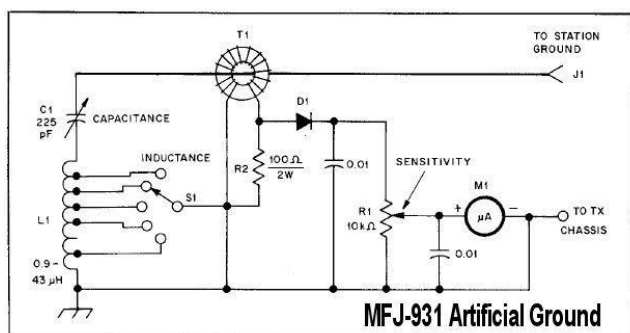 T1
TO STATION
GROUND
J1
C1
225
pF
CAPACITANCE
D1
INDUCTANCE
R2
100Ω
2W
0.01
SENSITIVITY
S1
M1
L1
R1
10kΩ
+
μA
−
TO TX
CHASSIS
0.01
0.9-
43 μH
MFJ-931 Artificial Ground